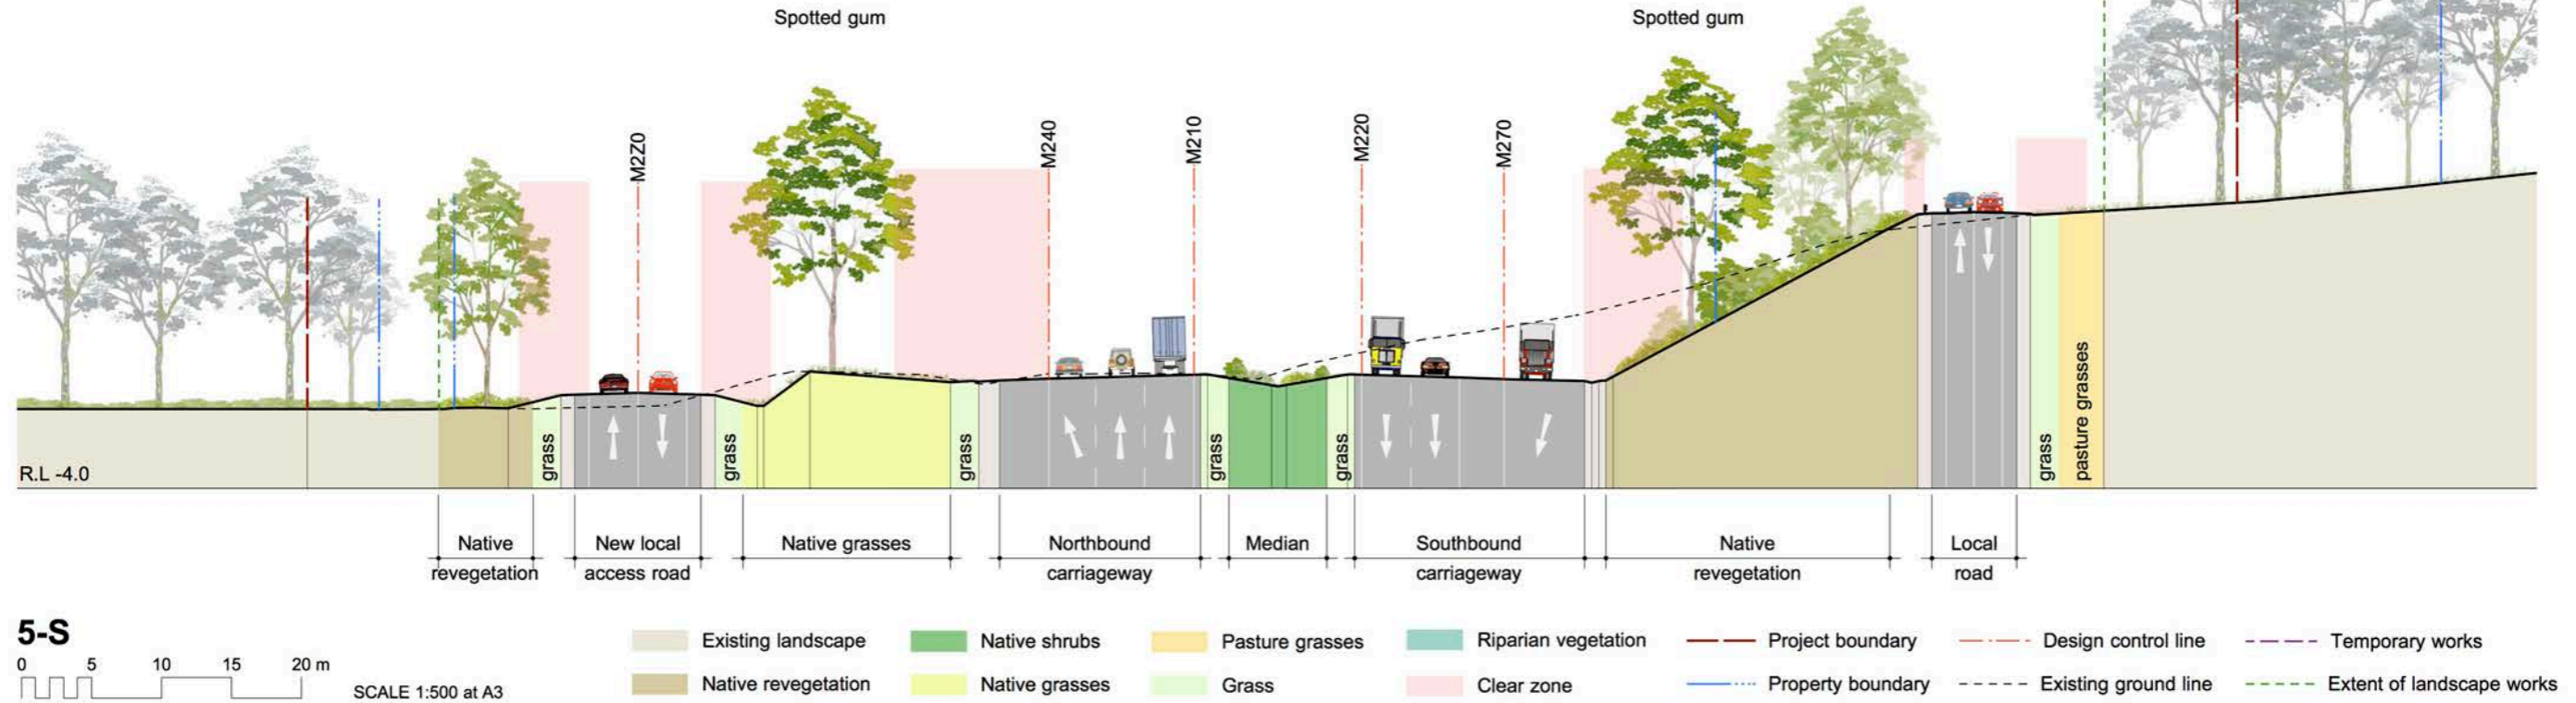 Spotted gum
Spotted gum
M2Z0
M240
M210
M220
M270
R.L -4.0
grass
grass
grass
grass
grass
grass
pasture grasses
Native
revegetation
New local
access road
Native grasses
Northbound
carriageway
Median
Southbound
carriageway
Native
revegetation
Local
road
5-S
0 5 10 15 20 m
SCALE 1:500 at A3
Existing landscape
Native shrubs
Pasture grasses
Riparian vegetation
Project boundary
Design control line
Temporary works
Native revegetation
Native grasses
Grass
Clear zone
Property boundary
Existing ground line
Extent of landscape works